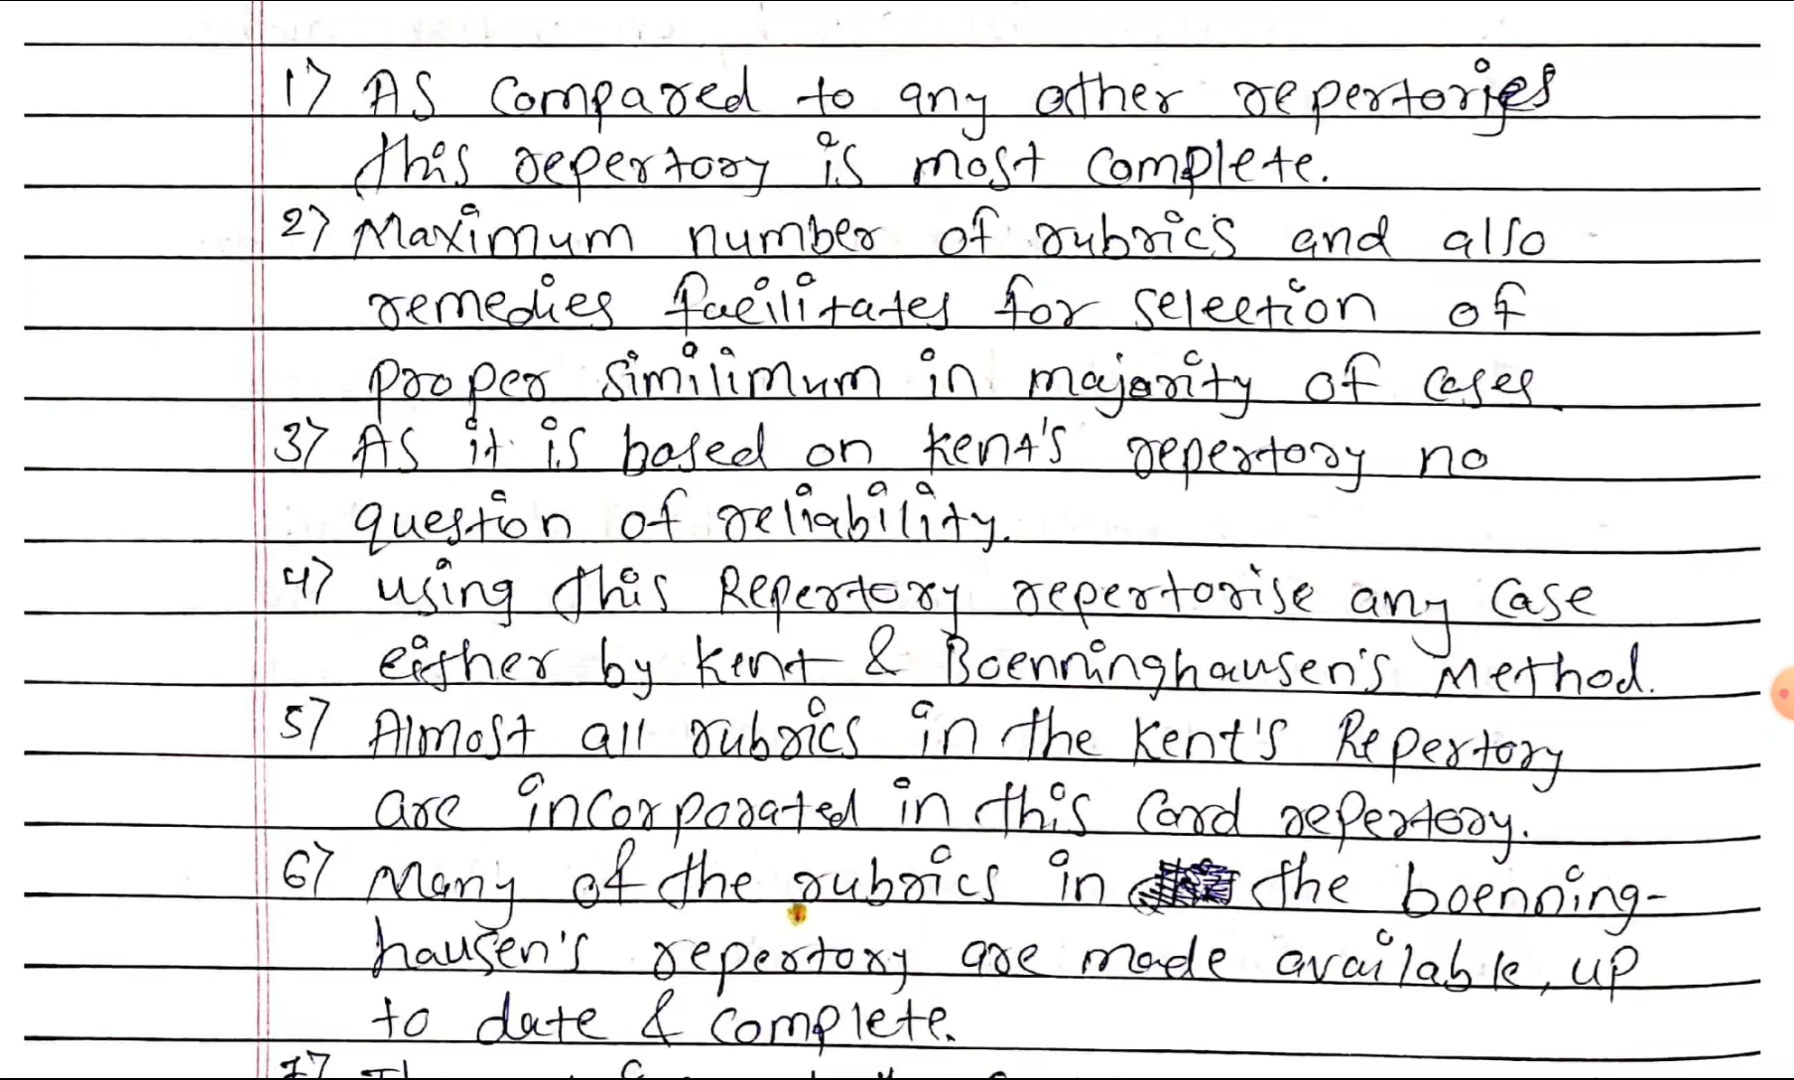 1) As compared to any other repertories
this repertory is most complete.
2) Maximum number of rubrics and also
remedies facilitates for selection of
proper similimum in majority of cases
3) As it is based on Kent's repertory no
question of reliability.
4) using this Repertory repertorise any case
either by Kent & Boenninghausen's Method.
5) Almost all rubrics in the Kent's Repertory
are incorporated in this Card repertory.
6) Many of the rubrics in the boenning-
hausen's repertory are made available, up
to date & complete.
7)